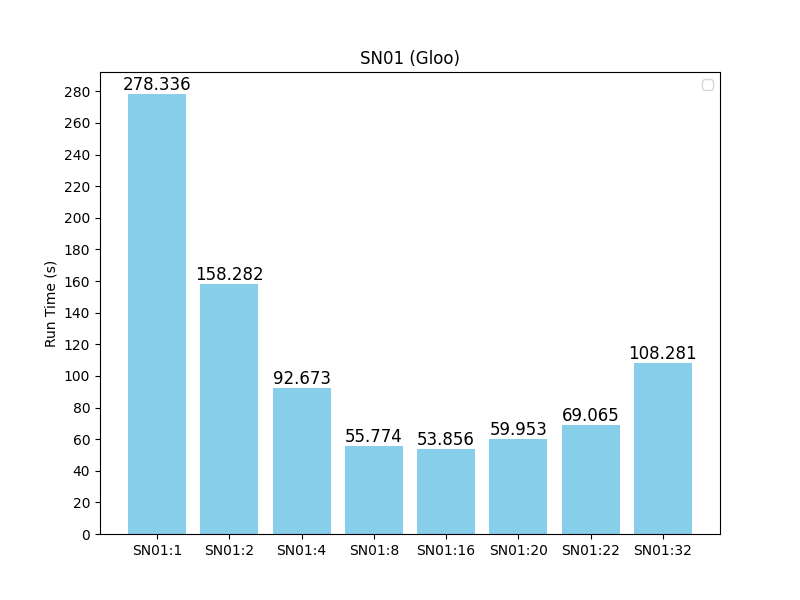 SN01 (Gloo)
Run Time (s)
280
260
240
220
200
180
160
140
120
100
80
60
40
20
0
278.336
158.282
92.673
55.774
53.856
59.953
69.065
108.281
SN01:1
SN01:2
SN01:4
SN01:8
SN01:16
SN01:20
SN01:22
SN01:32